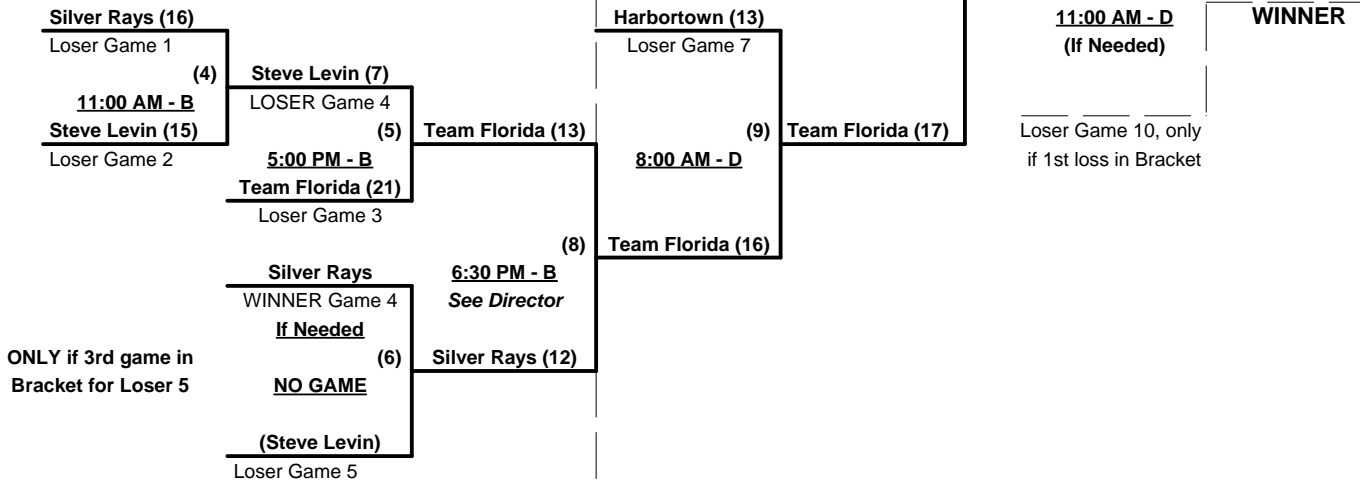 Silver Rays (16)
Loser Game 1
(4)
11:00 AM - B
Steve Levin (15)
Loser Game 2
Steve Levin (7)
LOSER Game 4
(5)
5:00 PM - B
Team Florida (21)
Loser Game 3
Team Florida (13)
(8)
6:30 PM - B
See Director
Silver Rays
WINNER Game 4
If Needed
(6)
NO GAME
(Steve Levin)
Loser Game 5
ONLY if 3rd game in
Bracket for Loser 5
Silver Rays (12)
Harbortown (13)
Loser Game 7
(9)
8:00 AM - D
Team Florida (16)
Team Florida (17)
11:00 AM - D
(If Needed)
WINNER
Loser Game 10, only
if 1st loss in Bracket